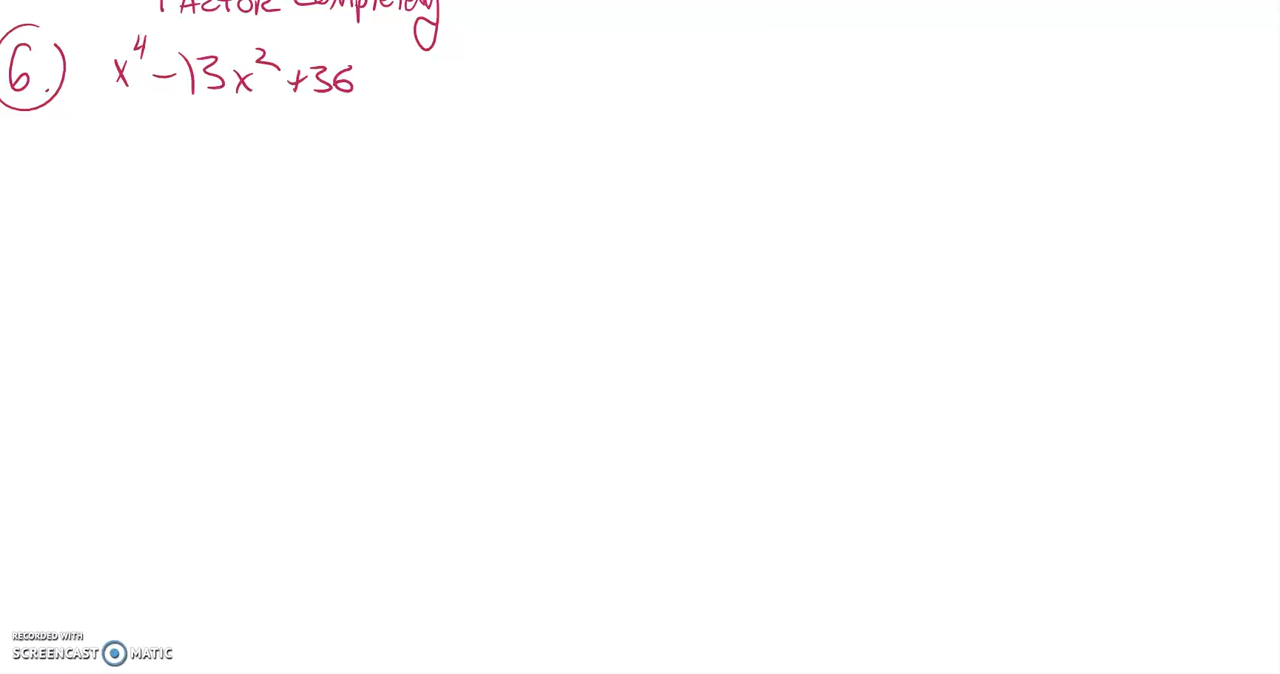 Factor Completely
6.) x⁴ -13x² +36
RECORDED WITH
SCREENCAST MATIC